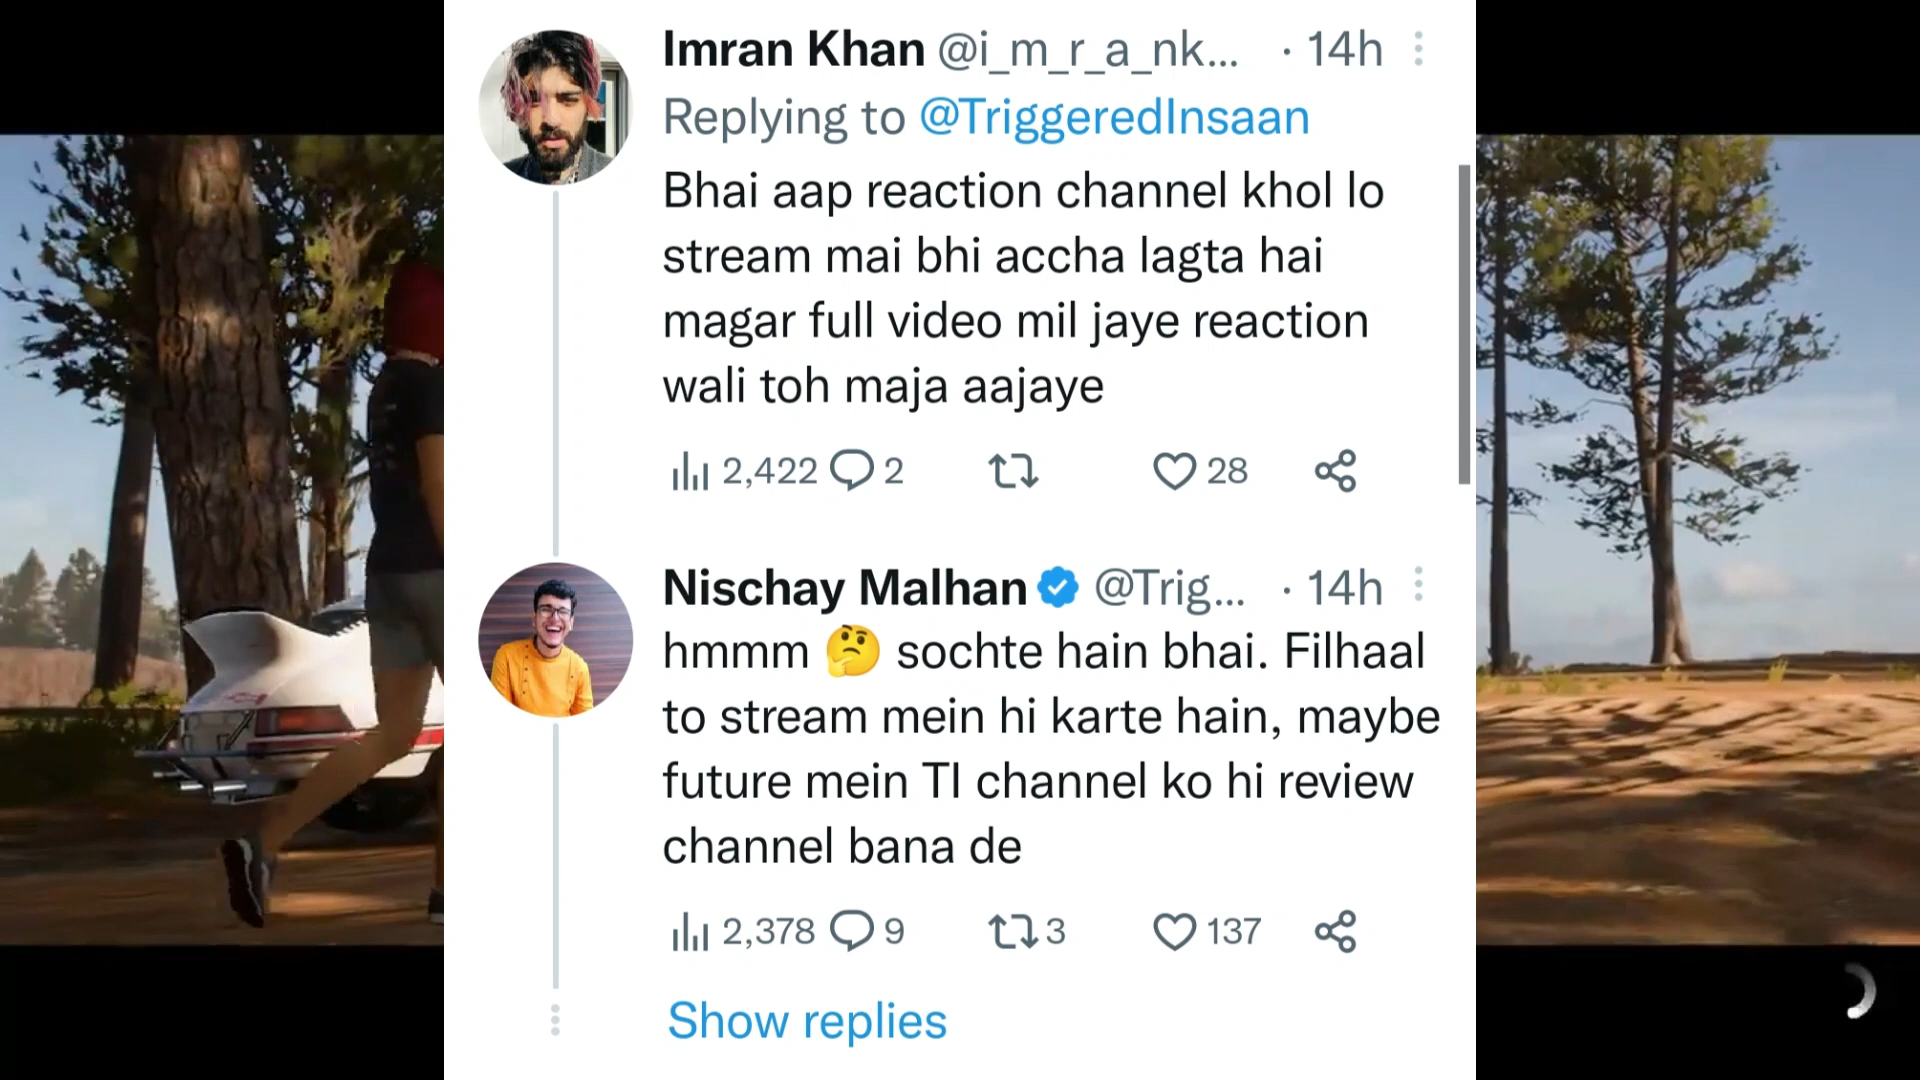 Imran Khan @i_m_r_a_nk... · 14h
Replying to @TriggeredInsaan
Bhai aap reaction channel khol lo
stream mai bhi accha lagta hai
magar full video mil jaye reaction
wali toh maja aajaye
2,422 2 28
Nischay Malhan @Trig... · 14h
hmmm 🤔 sochte hain bhai. Filhaal
to stream mein hi karte hain, maybe
future mein TI channel ko hi review
channel bana de
2,378 9 3 137
Show replies